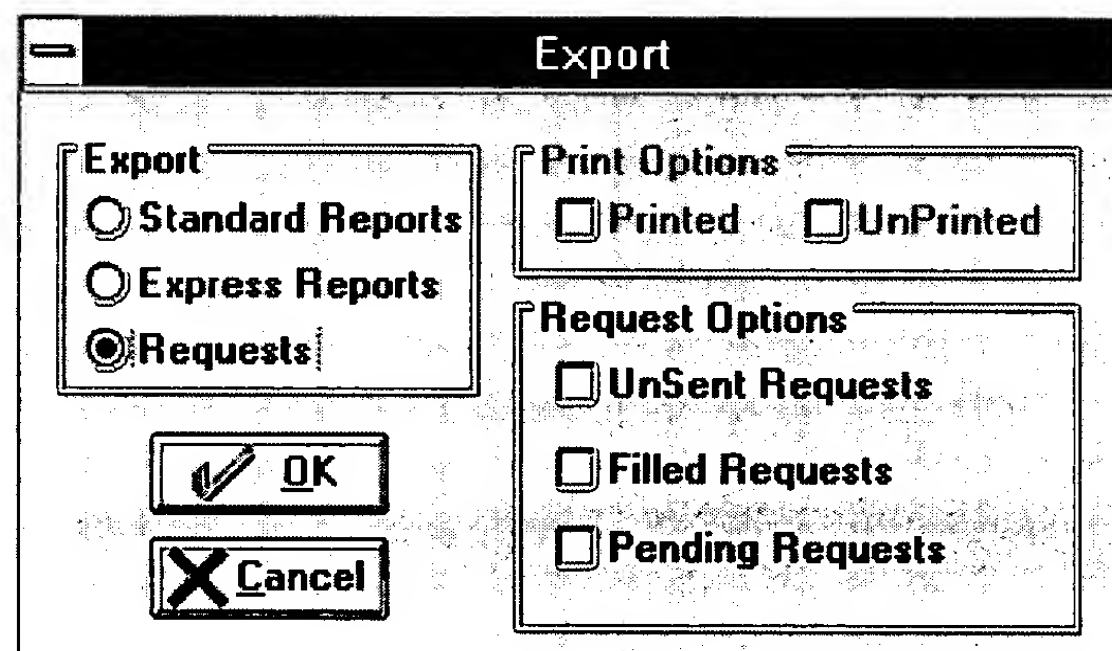 Export
Export
Standard Reports
Express Reports
Requests
OK
Cancel
Print Options
Printed UnPrinted
Request Options
UnSent Requests
Filled Requests
Pending Requests